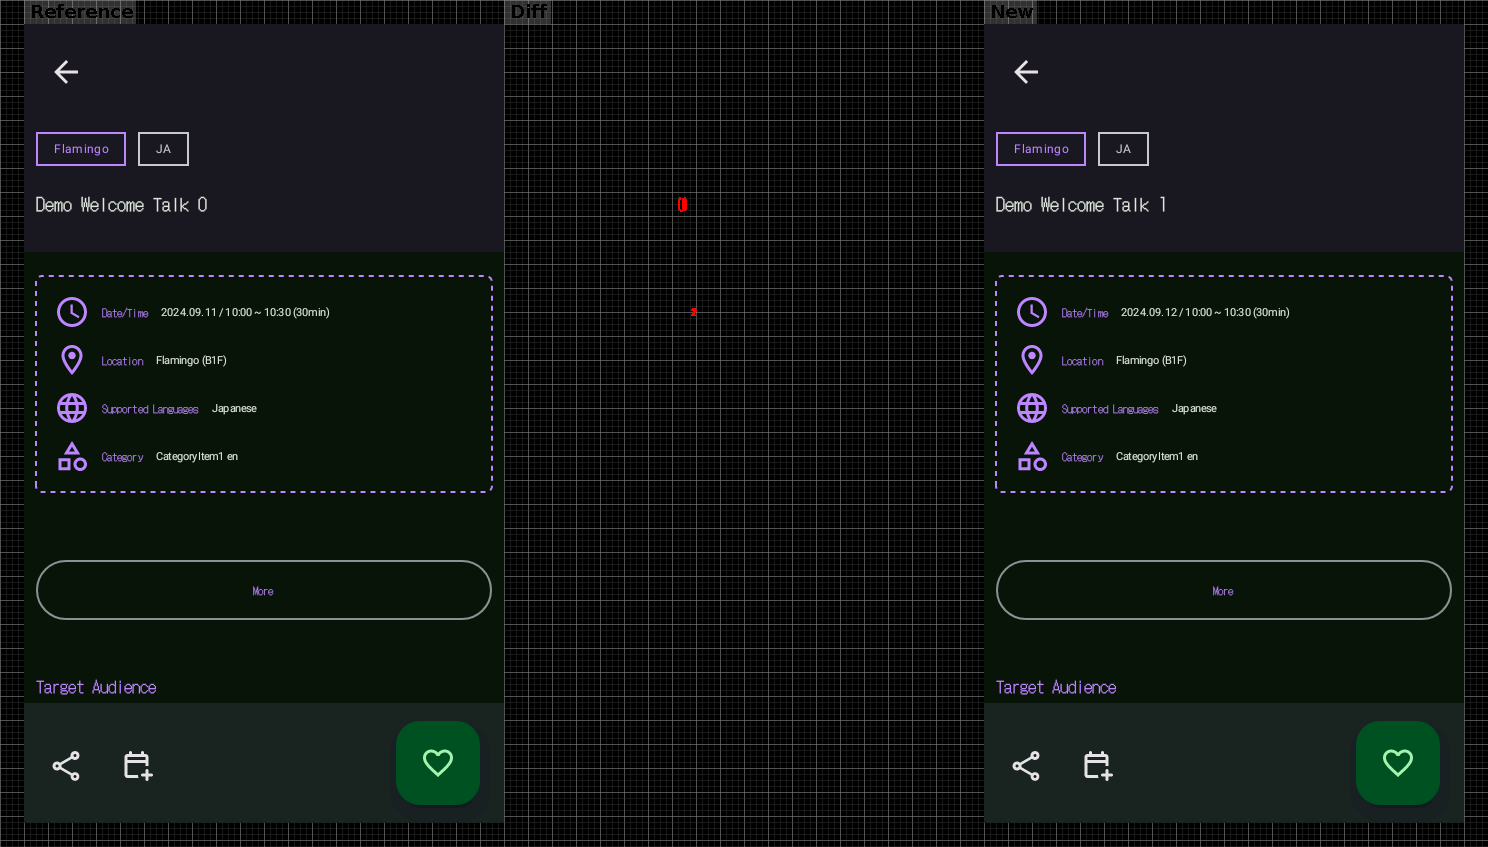 Reference
Diff
New
Flamingo JA
Demo Welcome Talk 0
Date/Time 2024.09.11 / 10:00 ~ 10:30 (30min)
Location Flamingo (B1F)
Supported Languages Japanese
Category CategoryItem1 en
More
Target Audience
Flamingo JA
Demo Welcome Talk 1
Date/Time 2024.09.12 / 10:00 ~ 10:30 (30min)
Location Flamingo (B1F)
Supported Languages Japanese
Category CategoryItem1 en
More
Target Audience